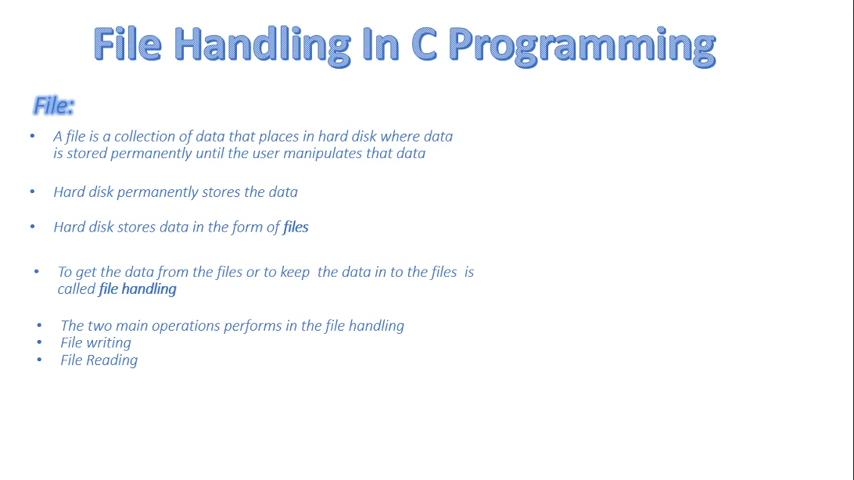 File Handling In C Programming
File:
• A file is a collection of data that places in hard disk where data
is stored permanently until the user manipulates that data
• Hard disk permanently stores the data
• Hard disk stores data in the form of files
• To get the data from the files or to keep the data in to the files is
called file handling
• The two main operations performs in the file handling
• File writing
• File Reading